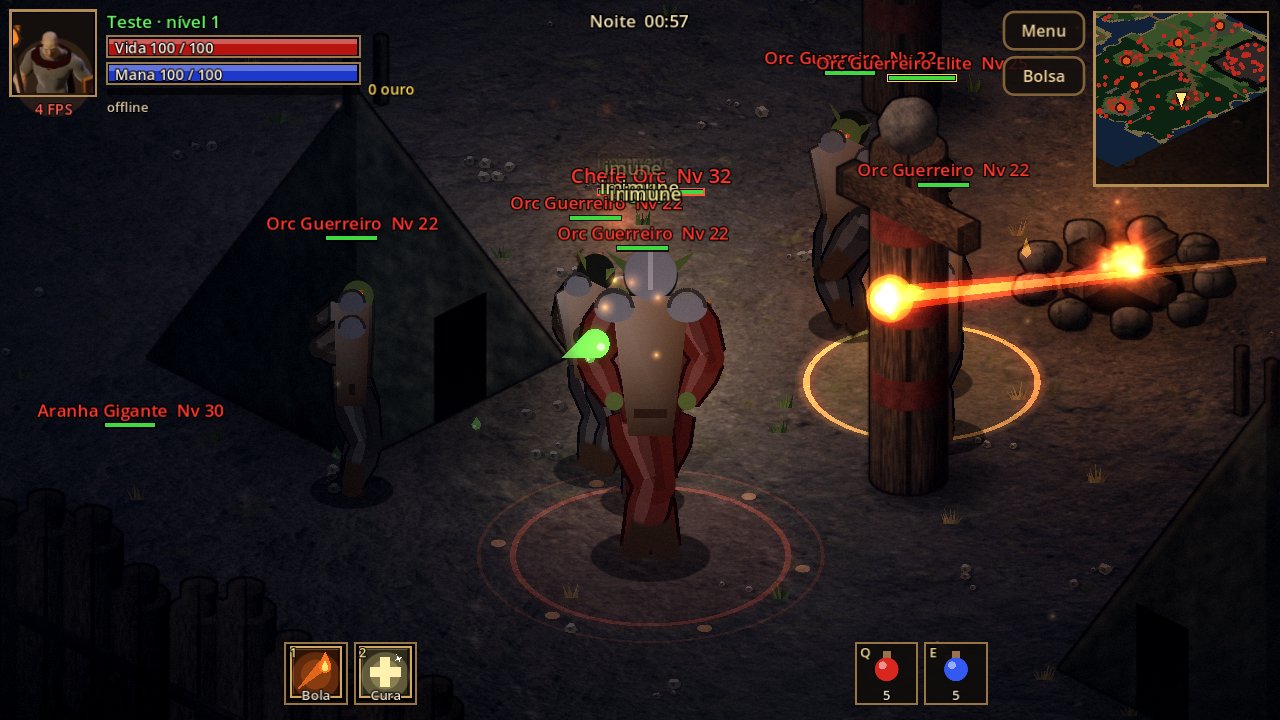 Teste · nível 1
Vida 100 / 100
Mana 100 / 100
0 ouro
4 FPS
offline
Noite 00:57
Menu
Bolsa
Orc Guerreiro Nv 22
Orc Guerreiro Elite Nv
Orc Guerreiro Nv 22
imune
Chefe Orc Nv 32
imune
Orc Guerreiro Nv 22
Orc Guerreiro Nv 22
Orc Guerreiro Nv 22
Aranha Gigante Nv 30
1
Bola
2
Cura
Q
5
E
5